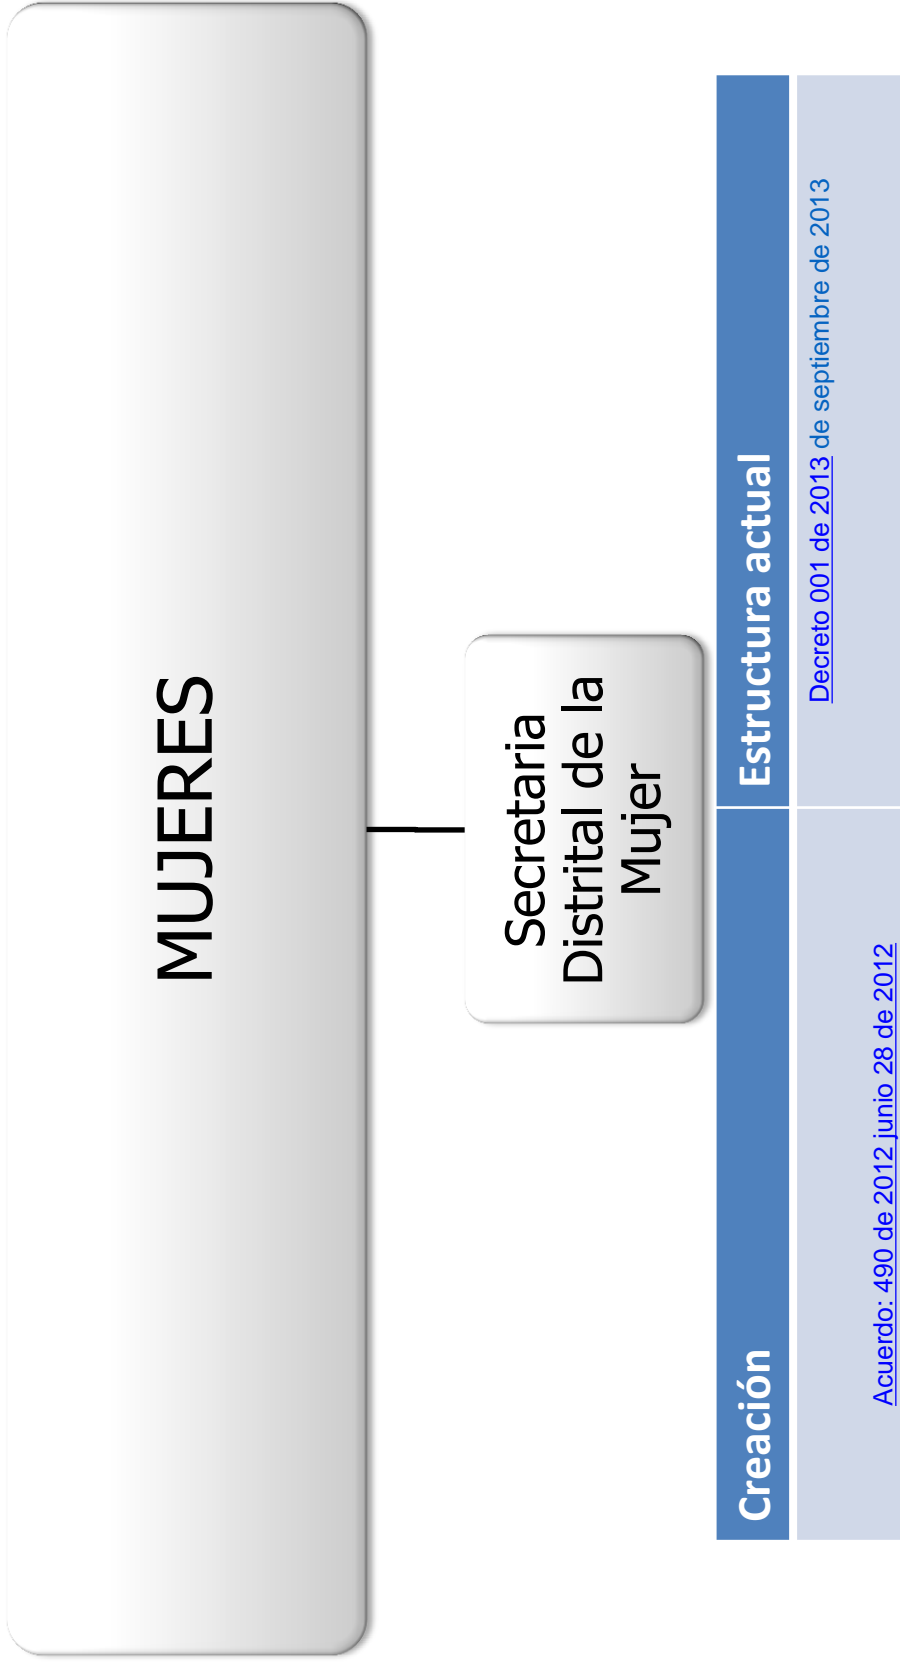 MUJERES
Secretaria
Distrital de la
Mujer
Creación
Estructura actual
Acuerdo: 490 de 2012 junio 28 de 2012
Decreto 001 de 2013 de septiembre de 2013